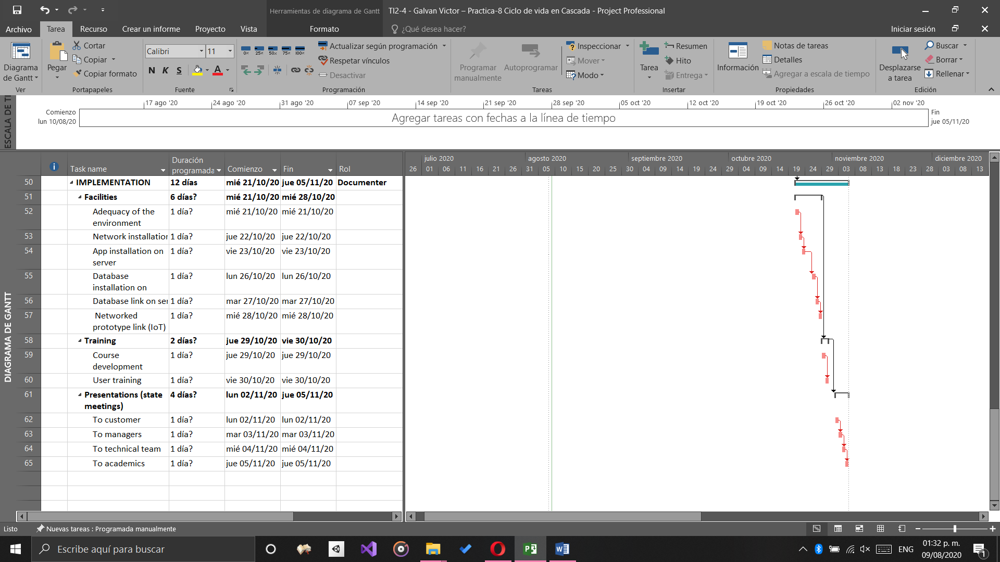 Herramientas de diagrama de Gantt
TI2-4 - Galvan Victor – Practica-8 Ciclo de vida en Cascada - Project Professional
Archivo Tarea Recurso Crear un informe Proyecto Vista Formato ¿Qué desea hacer? Iniciar sesión
Diagrama de Gantt
Ver
Pegar
Cortar
Copiar
Copiar formato
Portapapeles
Calibri 11
N K S A
Fuente
0% 25% 50% 75% 100%
Actualizar según programación
Respetar vínculos
Desactivar
Programación
Programar manualmente
Autoprogramar
Inspeccionar
Mover
Modo
Tareas
Tarea
Resumen
Hito
Entrega
Insertar
Información
Notas de tareas
Detalles
Agregar a escala de tiempo
Propiedades
Desplazarse a tarea
Buscar
Borrar
Rellenar
Edición
ESCALA DE TI
17 ago '20 24 ago '20 31 ago '20 07 sep '20 14 sep '20 21 sep '20 28 sep '20 05 oct '20 12 oct '20 19 oct '20 26 oct '20 02 nov '20
Comienzo
lun 10/08/20
Agregar tareas con fechas a la línea de tiempo
Fin
jue 05/11/20
DIAGRAMA DE GANTT
Task name Duración programada Comienzo Fin Rol
julio 2020 agosto 2020 septiembre 2020 octubre 2020 noviembre 2020 diciembre 2020
26 01 06 11 16 21 26 31 05 10 15 20 25 30 04 09 14 19 24 29 04 09 14 19 24 29 03 08 13 18 23 28 03 08 13
50 IMPLEMENTATION 12 días mié 21/10/20 jue 05/11/20 Documenter
51 Facilities 6 días? mié 21/10/20 mié 28/10/20
52 Adequacy of the environment 1 día? mié 21/10/20 mié 21/10/20
53 Network installation 1 día? jue 22/10/20 jue 22/10/20
54 App installation on server 1 día? vie 23/10/20 vie 23/10/20
55 Database installation on 1 día? lun 26/10/20 lun 26/10/20
56 Database link on ser 1 día? mar 27/10/20 mar 27/10/20
57 Networked prototype link (IoT) 1 día? mié 28/10/20 mié 28/10/20
58 Training 2 días? jue 29/10/20 vie 30/10/20
59 Course development 1 día? jue 29/10/20 jue 29/10/20
60 User training 1 día? vie 30/10/20 vie 30/10/20
61 Presentations (state meetings) 4 días? lun 02/11/20 jue 05/11/20
62 To customer 1 día? lun 02/11/20 lun 02/11/20
63 To managers 1 día? mar 03/11/20 mar 03/11/20
64 To technical team 1 día? mié 04/11/20 mié 04/11/20
65 To academics 1 día? jue 05/11/20 jue 05/11/20
Listo Nuevas tareas : Programada manualmente
Escribe aquí para buscar
ENG
01:32 p. m.
09/08/2020
1